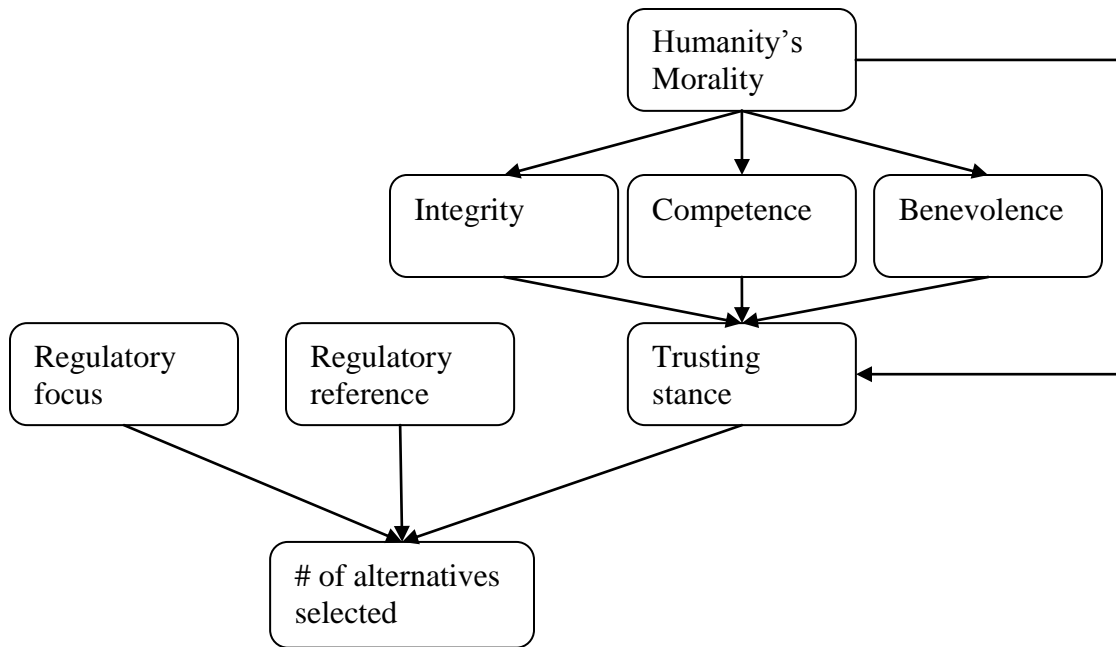 Humanity’s
Morality
Integrity
Competence
Benevolence
Regulatory
focus
Regulatory
reference
Trusting
stance
# of alternatives
selected